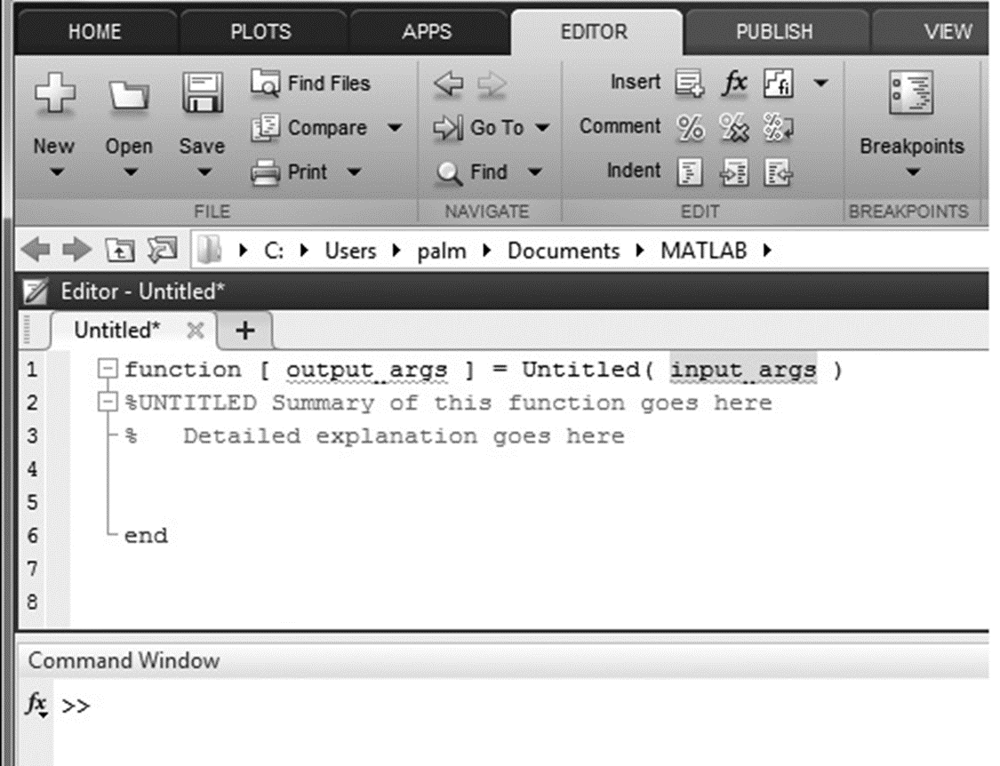 HOME PLOTS APPS EDITOR PUBLISH VIEW
Find Files Insert fx fi
Compare Go To Comment % % %
New Open Save Print Find Indent Breakpoints
FILE NAVIGATE EDIT BREAKPOINTS
C: Users palm Documents MATLAB
Editor - Untitled*
Untitled* +
1 function [ output_args ] = Untitled( input_args )
2 %UNTITLED Summary of this function goes here
3 %   Detailed explanation goes here
4
5
6 end
7
8
Command Window
fx >>